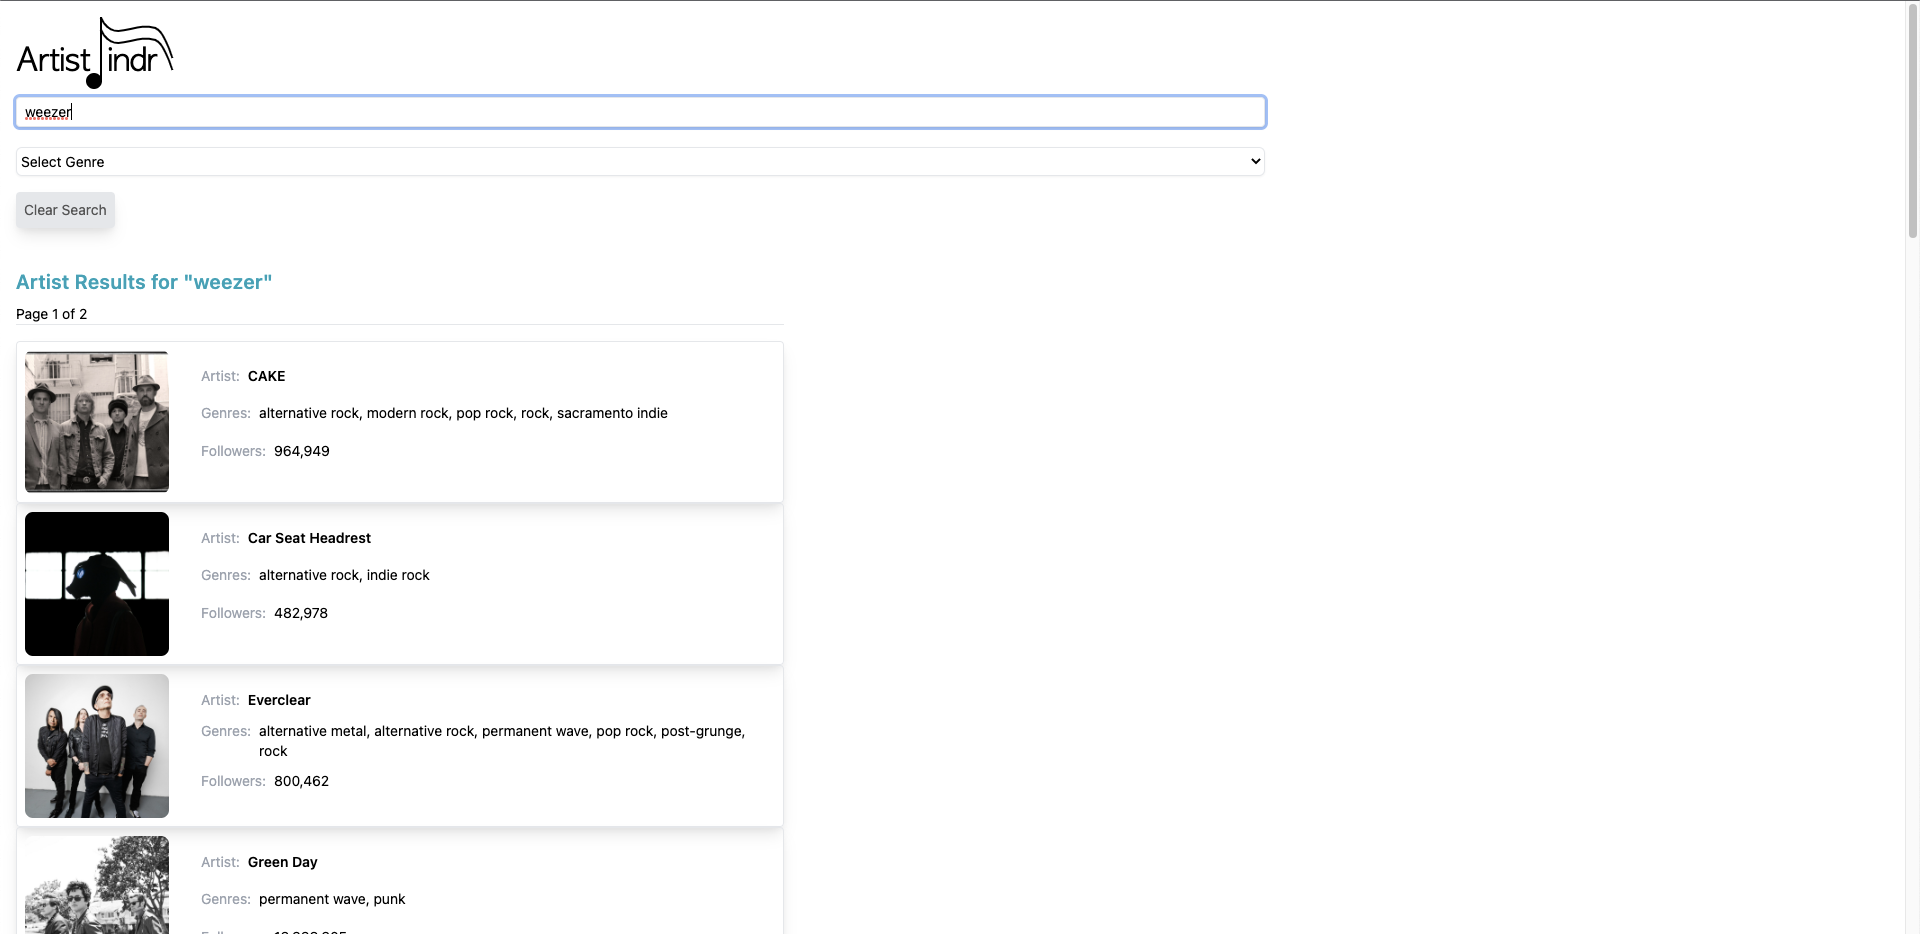 Artist indr
weezer
Select Genre
Clear Search
Artist Results for "weezer"
Page 1 of 2
Artist: CAKE
Genres: alternative rock, modern rock, pop rock, rock, sacramento indie
Followers: 964,949
Artist: Car Seat Headrest
Genres: alternative rock, indie rock
Followers: 482,978
Artist: Everclear
Genres: alternative metal, alternative rock, permanent wave, pop rock, post-grunge,
rock
Followers: 800,462
Artist: Green Day
Genres: permanent wave, punk